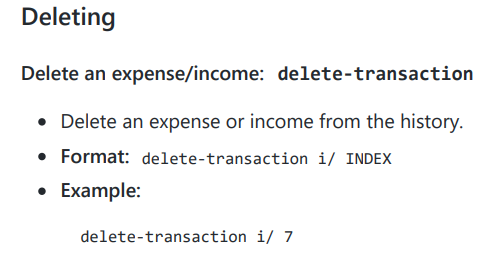 Deleting
Delete an expense/income: delete-transaction
Delete an expense or income from the history.
Format: delete-transaction i/ INDEX
Example:
delete-transaction i/ 7